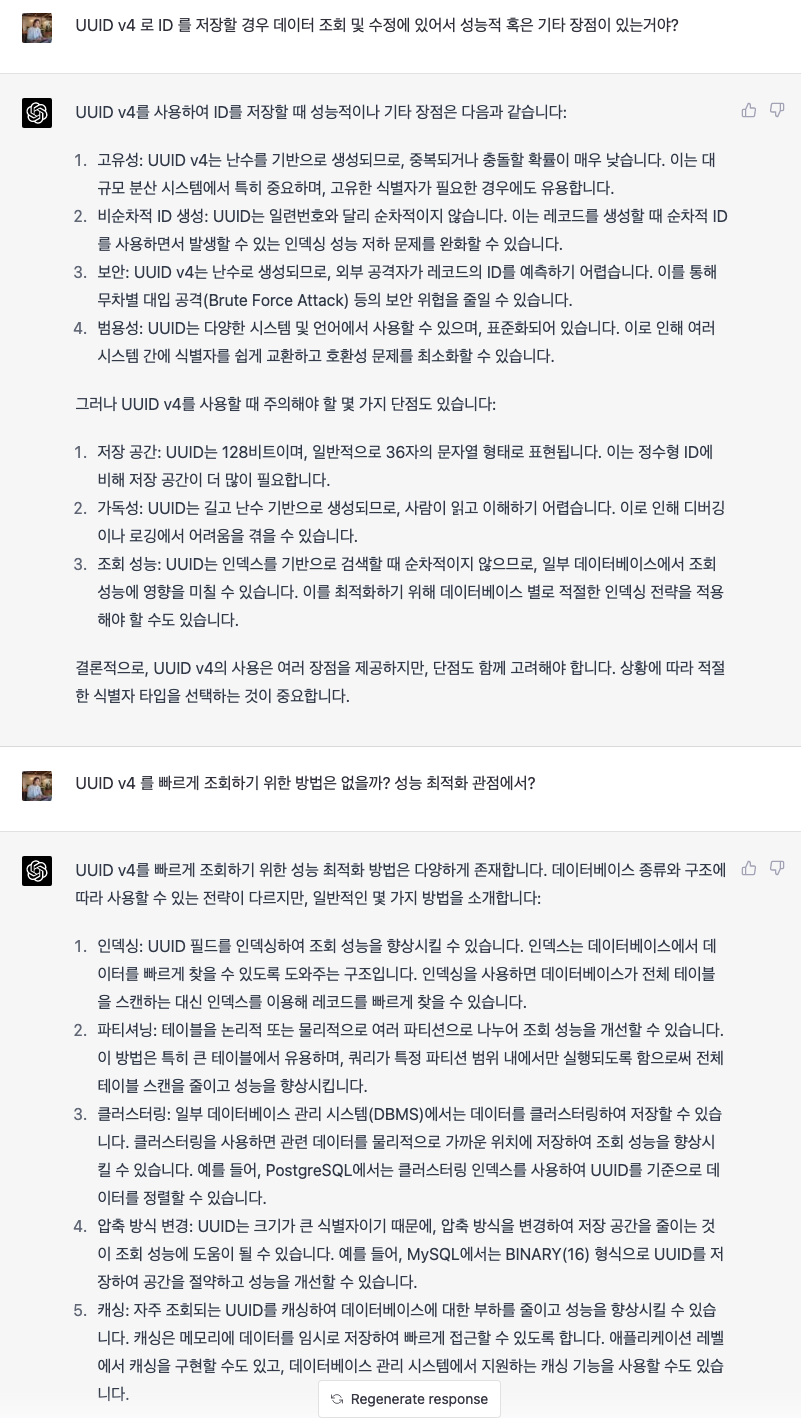 UUID v4 로 ID 를 저장할 경우 데이터 조회 및 수정에 있어서 성능적 혹은 기타 장점이 있는거야?
UUID v4를 사용하여 ID를 저장할 때 성능적이나 기타 장점은 다음과 같습니다:
1. 고유성: UUID v4는 난수를 기반으로 생성되므로, 중복되거나 충돌할 확률이 매우 낮습니다. 이는 대
규모 분산 시스템에서 특히 중요하며, 고유한 식별자가 필요한 경우에도 유용합니다.
2. 비순차적 ID 생성: UUID는 일련번호와 달리 순차적이지 않습니다. 이는 레코드를 생성할 때 순차적 ID
를 사용하면서 발생할 수 있는 인덱싱 성능 저하 문제를 완화할 수 있습니다.
3. 보안: UUID v4는 난수로 생성되므로, 외부 공격자가 레코드의 ID를 예측하기 어렵습니다. 이를 통해
무차별 대입 공격(Brute Force Attack) 등의 보안 위협을 줄일 수 있습니다.
4. 범용성: UUID는 다양한 시스템 및 언어에서 사용할 수 있으며, 표준화되어 있습니다. 이로 인해 여러
시스템 간에 식별자를 쉽게 교환하고 호환성 문제를 최소화할 수 있습니다.
그러나 UUID v4를 사용할 때 주의해야 할 몇 가지 단점도 있습니다:
1. 저장 공간: UUID는 128비트이며, 일반적으로 36자의 문자열 형태로 표현됩니다. 이는 정수형 ID에
비해 저장 공간이 더 많이 필요합니다.
2. 가독성: UUID는 길고 난수 기반으로 생성되므로, 사람이 읽고 이해하기 어렵습니다. 이로 인해 디버깅
이나 로깅에서 어려움을 겪을 수 있습니다.
3. 조회 성능: UUID는 인덱스를 기반으로 검색할 때 순차적이지 않으므로, 일부 데이터베이스에서 조회
성능에 영향을 미칠 수 있습니다. 이를 최적화하기 위해 데이터베이스 별로 적절한 인덱싱 전략을 적용
해야 할 수도 있습니다.
결론적으로, UUID v4의 사용은 여러 장점을 제공하지만, 단점도 함께 고려해야 합니다. 상황에 따라 적절
한 식별자 타입을 선택하는 것이 중요합니다.
UUID v4 를 빠르게 조회하기 위한 방법은 없을까? 성능 최적화 관점에서?
UUID v4를 빠르게 조회하기 위한 성능 최적화 방법은 다양하게 존재합니다. 데이터베이스 종류와 구조에
따라 사용할 수 있는 전략이 다르지만, 일반적인 몇 가지 방법을 소개합니다:
1. 인덱싱: UUID 필드를 인덱싱하여 조회 성능을 향상시킬 수 있습니다. 인덱스는 데이터베이스에서 데
이터를 빠르게 찾을 수 있도록 도와주는 구조입니다. 인덱싱을 사용하면 데이터베이스가 전체 테이블
을 스캔하는 대신 인덱스를 이용해 레코드를 빠르게 찾을 수 있습니다.
2. 파티셔닝: 테이블을 논리적 또는 물리적으로 여러 파티션으로 나누어 조회 성능을 개선할 수 있습니다.
이 방법은 특히 큰 테이블에서 유용하며, 쿼리가 특정 파티션 범위 내에서만 실행되도록 함으로써 전체
테이블 스캔을 줄이고 성능을 향상시킵니다.
3. 클러스터링: 일부 데이터베이스 관리 시스템(DBMS)에서는 데이터를 클러스터링하여 저장할 수 있습
니다. 클러스터링을 사용하면 관련 데이터를 물리적으로 가까운 위치에 저장하여 조회 성능을 향상시
킬 수 있습니다. 예를 들어, PostgreSQL에서는 클러스터링 인덱스를 사용하여 UUID를 기준으로 데
이터를 정렬할 수 있습니다.
4. 압축 방식 변경: UUID는 크기가 큰 식별자이기 때문에, 압축 방식을 변경하여 저장 공간을 줄이는 것
이 조회 성능에 도움이 될 수 있습니다. 예를 들어, MySQL에서는 BINARY(16) 형식으로 UUID를 저
장하여 공간을 절약하고 성능을 개선할 수 있습니다.
5. 캐싱: 자주 조회되는 UUID를 캐싱하여 데이터베이스에 대한 부하를 줄이고 성능을 향상시킬 수 있습
니다. 캐싱은 메모리에 데이터를 임시로 저장하여 빠르게 접근할 수 있도록 합니다. 애플리케이션 레벨
에서 캐싱을 구현할 수도 있고, 데이터베이스 관리 시스템에서 지원하는 캐싱 기능을 사용할 수도 있습
니다.
Regenerate response